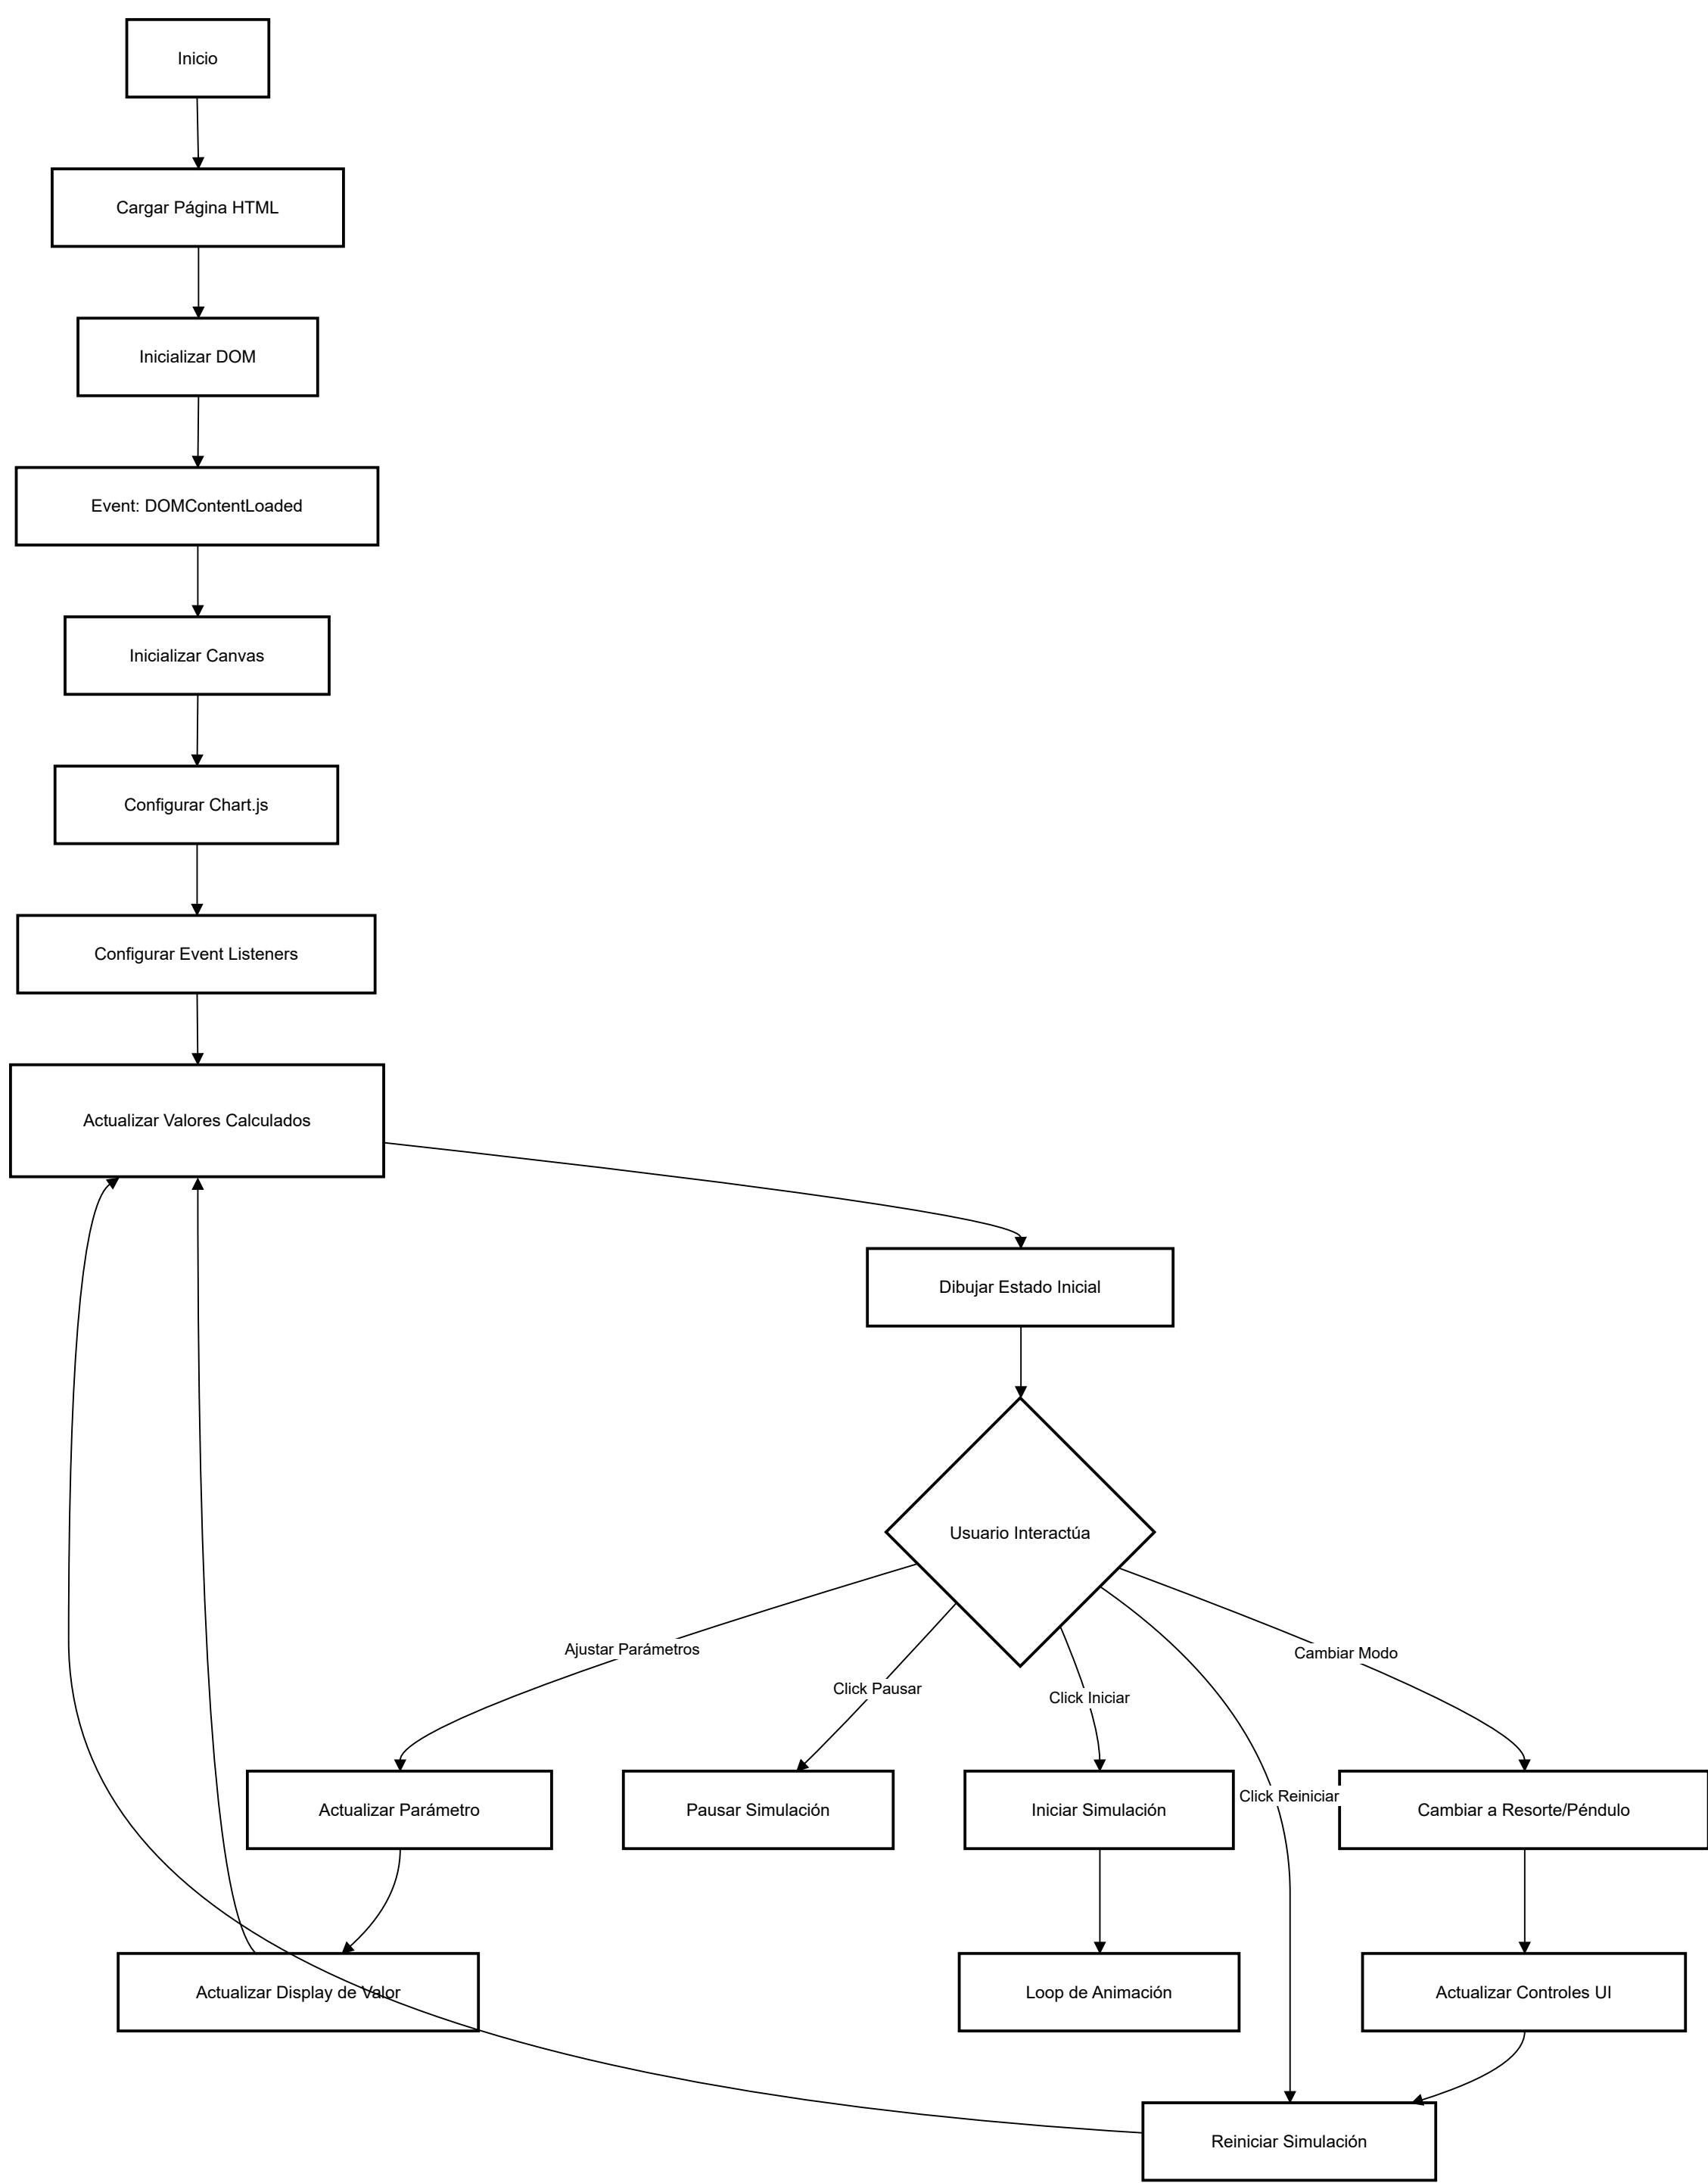 Inicio
Cargar Página HTML
Inicializar DOM
Event: DOMContentLoaded
Inicializar Canvas
Configurar Chart.js
Configurar Event Listeners
Actualizar Valores Calculados
Dibujar Estado Inicial
Usuario Interactúa
Ajustar Parámetros
Cambiar Modo
Click Pausar
Click Iniciar
Click Reiniciar
Actualizar Parámetro
Pausar Simulación
Iniciar Simulación
Cambiar a Resorte/Péndulo
Actualizar Display de Valor
Loop de Animación
Actualizar Controles UI
Reiniciar Simulación